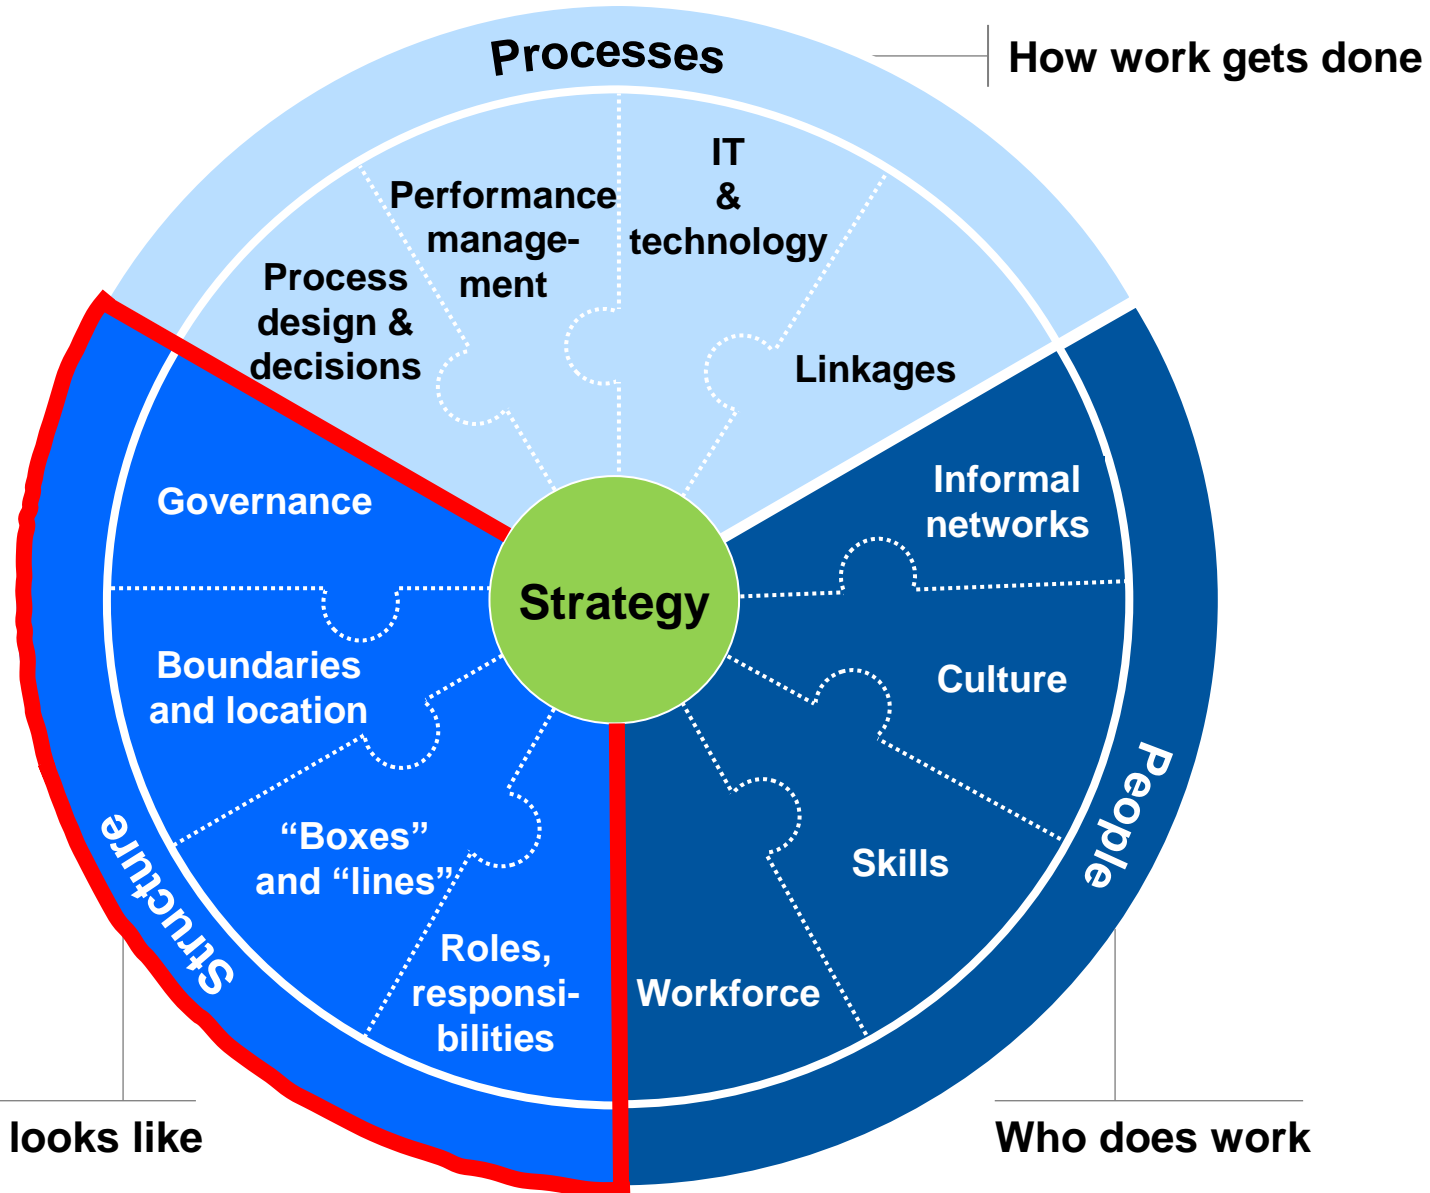 Processes
How work gets done
IT
&
technology
Performance
manage-
ment
Process
design &
decisions
Linkages
Governance
Informal
networks
Strategy
Boundaries
and location
Culture
People
Structure
“Boxes”
and “lines”
Skills
Roles,
responsi-
bilities
Workforce
looks like
Who does work